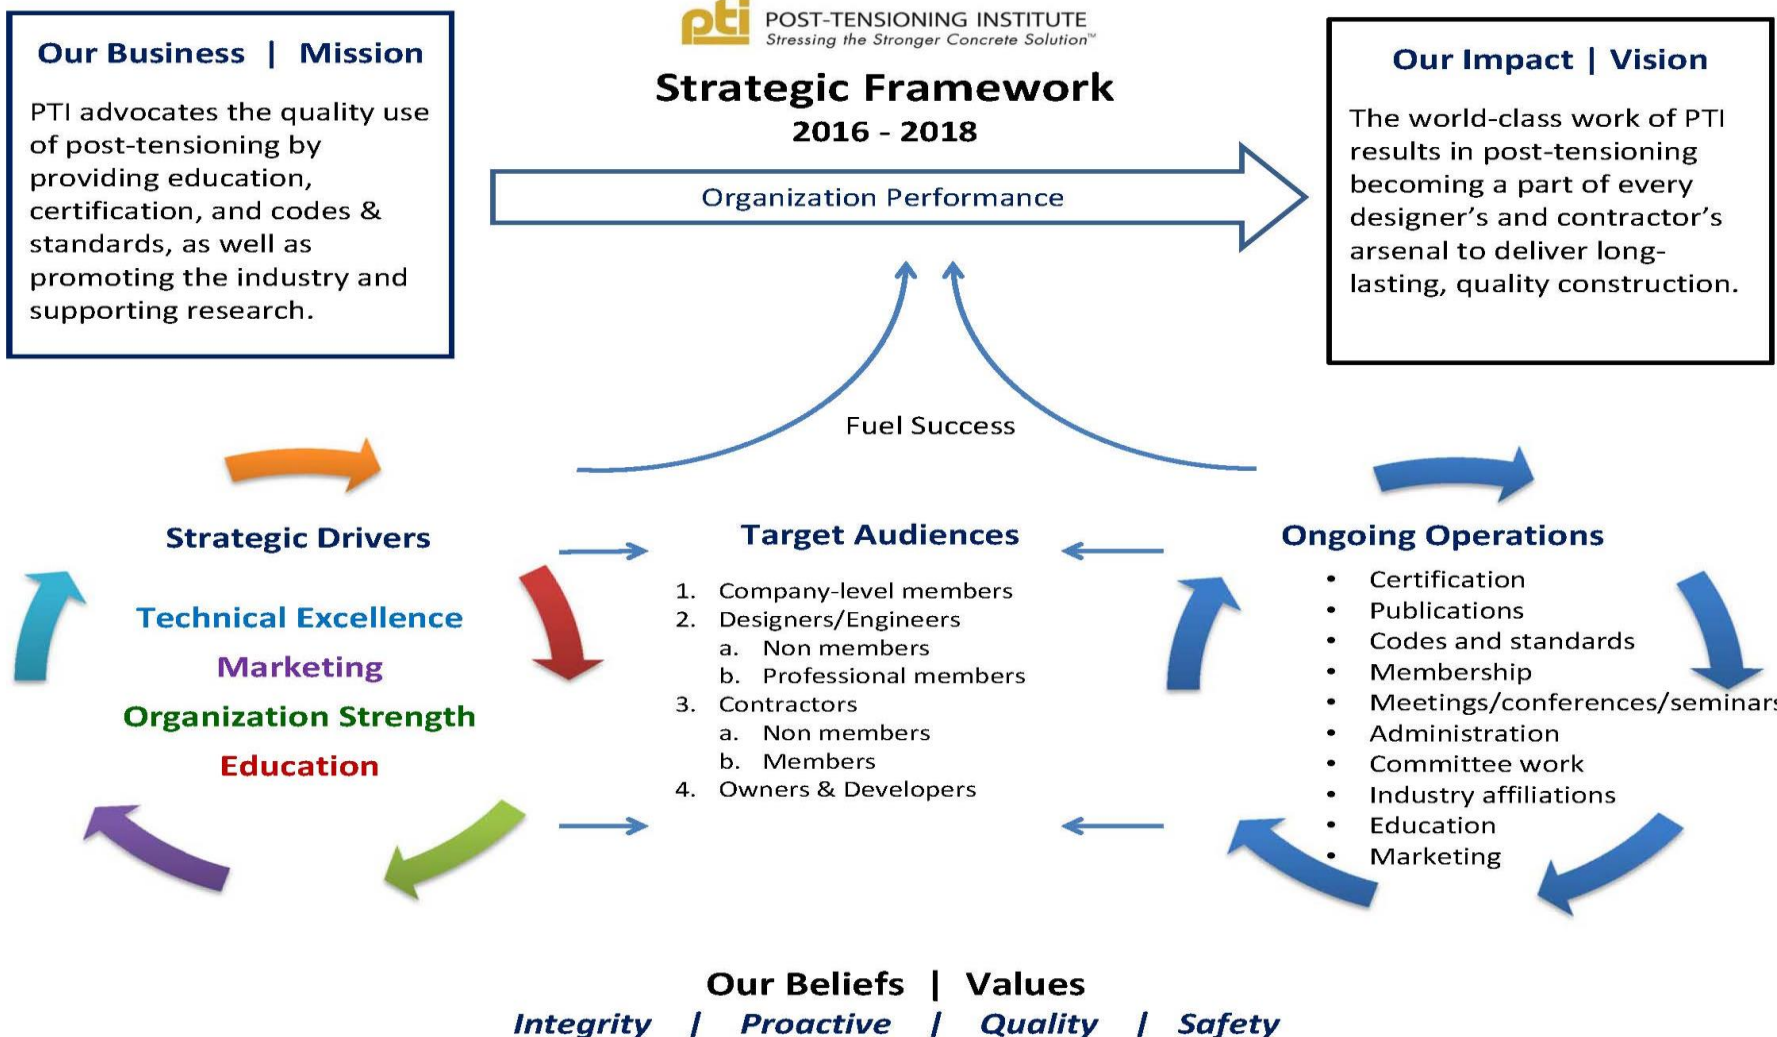 pti POST-TENSIONING INSTITUTE
Stressing the Stronger Concrete Solution™
Strategic Framework
2016 - 2018
Our Business | Mission
PTI advocates the quality use
of post-tensioning by
providing education,
certification, and codes &
standards, as well as
promoting the industry and
supporting research.
Organization Performance
Our Impact | Vision
The world-class work of PTI
results in post-tensioning
becoming a part of every
designer’s and contractor’s
arsenal to deliver long-
lasting, quality construction.
Fuel Success
Strategic Drivers
Technical Excellence
Marketing
Organization Strength
Education
Target Audiences
1. Company-level members
2. Designers/Engineers
a. Non members
b. Professional members
3. Contractors
a. Non members
b. Members
4. Owners & Developers
Ongoing Operations
• Certification
• Publications
• Codes and standards
• Membership
• Meetings/conferences/seminars
• Administration
• Committee work
• Industry affiliations
• Education
• Marketing
Our Beliefs | Values
Integrity | Proactive | Quality | Safety